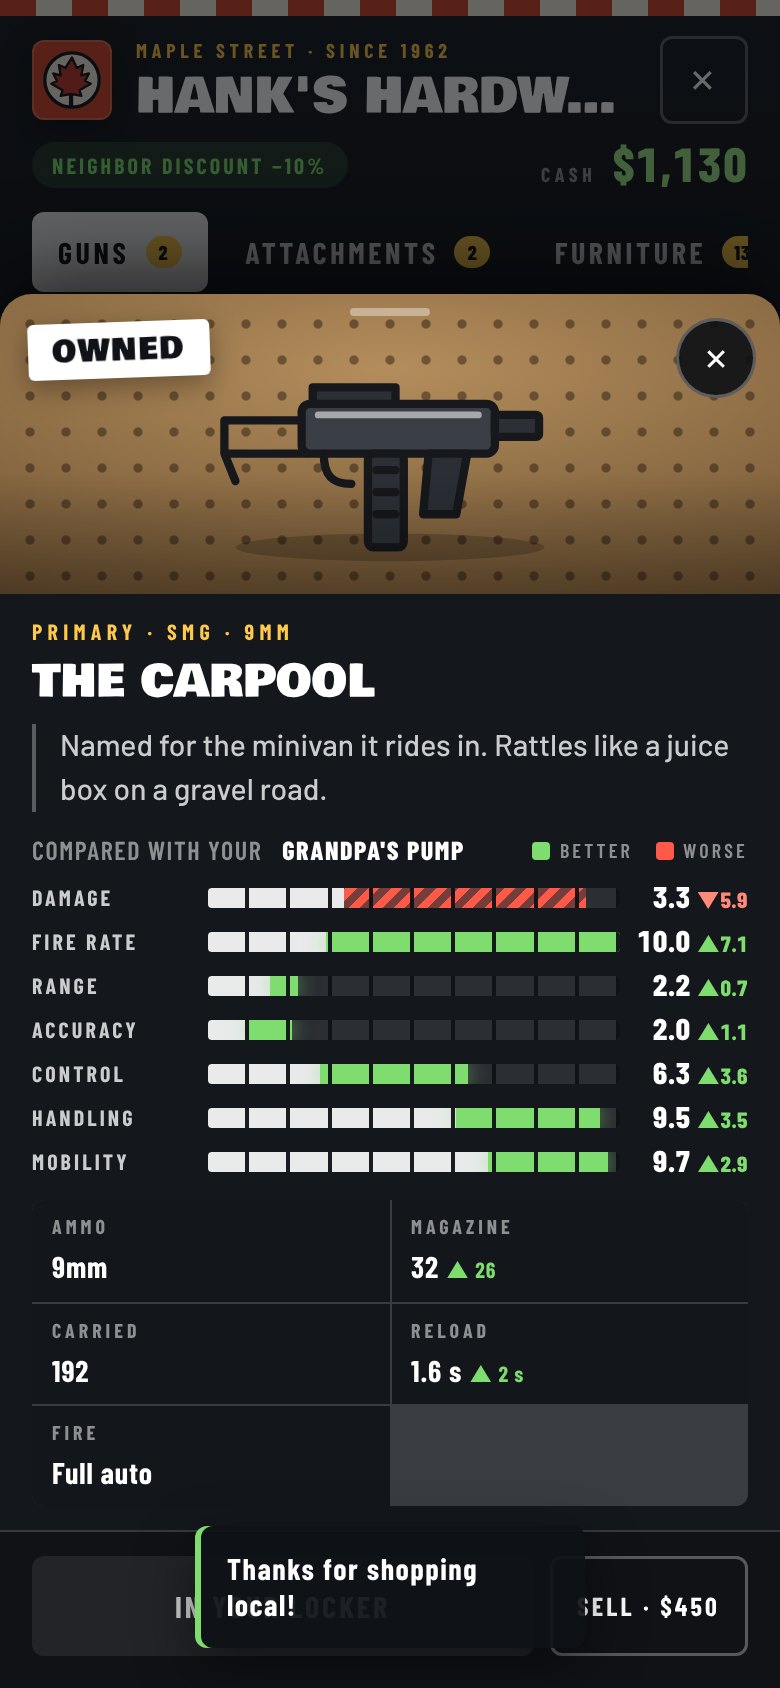 MAPLE STREET · SINCE 1962
HANK'S HARDW...
×
NEIGHBOR DISCOUNT −10%
CASH $1,130
GUNS 2
ATTACHMENTS 2
FURNITURE 13
OWNED
×
PRIMARY · SMG · 9MM
THE CARPOOL
Named for the minivan it rides in. Rattles like a juice
box on a gravel road.
COMPARED WITH YOUR GRANDPA'S PUMP
BETTER
WORSE
DAMAGE 3.3 ▼5.9
FIRE RATE 10.0 ▲7.1
RANGE 2.2 ▲0.7
ACCURACY 2.0 ▲1.1
CONTROL 6.3 ▲3.6
HANDLING 9.5 ▲3.5
MOBILITY 9.7 ▲2.9
AMMO
9mm
MAGAZINE
32 ▲ 26
CARRIED
192
RELOAD
1.6 s ▲ 2 s
FIRE
Full auto
Thanks for shopping
local!
IN YOUR LOCKER
SELL · $450